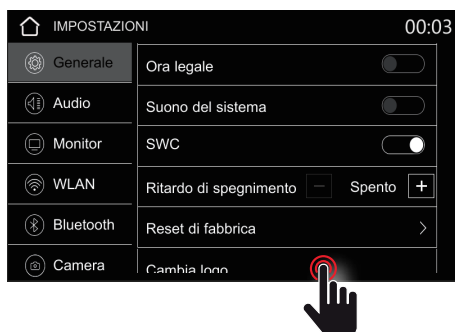 IMPOSTAZIONI 00:03
Generale
Ora legale
Audio
Suono del sistema
Monitor
SWC
WLAN
Ritardo di spegnimento − Spento +
Bluetooth
Reset di fabbrica
Camera
Cambia logo